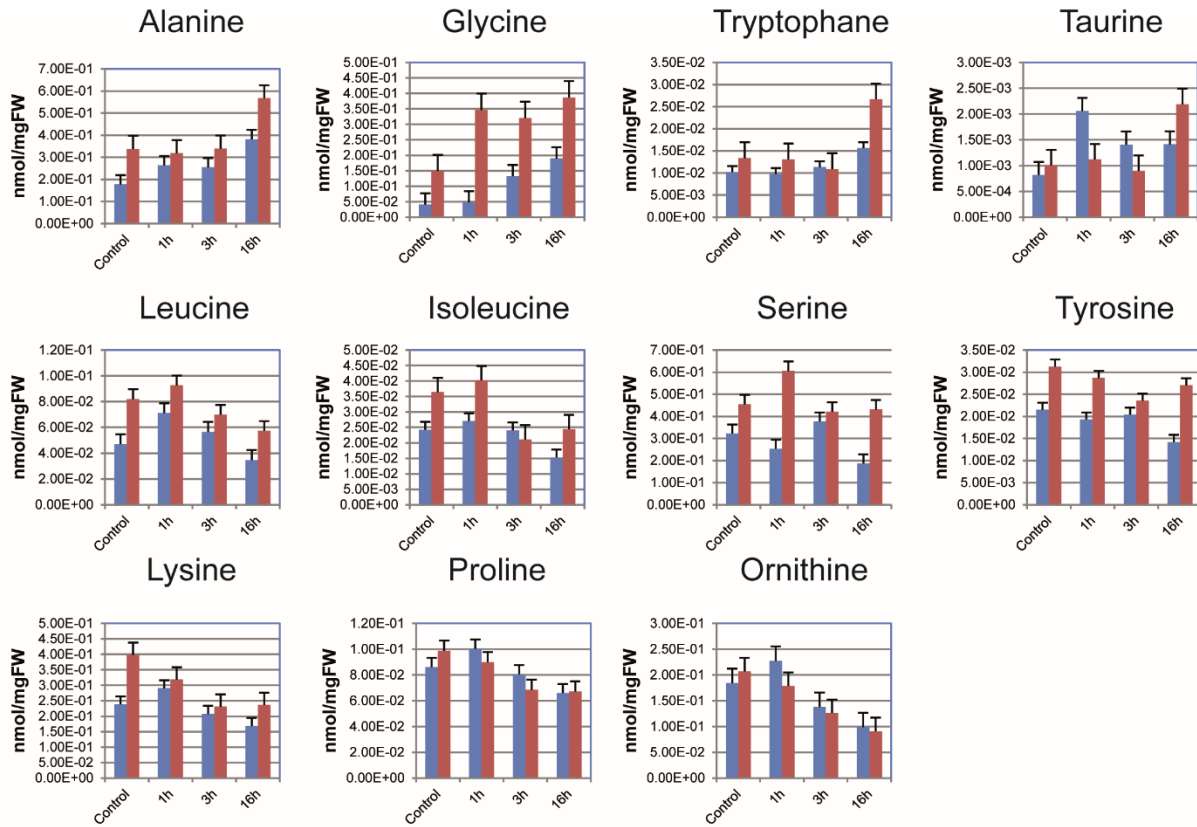 Alanine
nmol/mgFW
7.00E-01
6.00E-01
5.00E-01
4.00E-01
3.00E-01
2.00E-01
1.00E-01
0.00E+00
Control 1h 3h 16h
Glycine
nmol/mgFW
5.00E-01
4.50E-01
4.00E-01
3.50E-01
3.00E-01
2.50E-01
2.00E-01
1.50E-01
1.00E-01
5.00E-02
0.00E+00
Control 1h 3h 16h
Tryptophane
nmol/mgFW
3.50E-02
3.00E-02
2.50E-02
2.00E-02
1.50E-02
1.00E-02
5.00E-03
0.00E+00
Control 1h 3h 16h
Taurine
nmol/mgFW
3.00E-03
2.50E-03
2.00E-03
1.50E-03
1.00E-03
5.00E-04
0.00E+00
Control 1h 3h 16h
Leucine
nmol/mgFW
1.20E-01
1.00E-01
8.00E-02
6.00E-02
4.00E-02
2.00E-02
0.00E+00
Control 1h 3h 16h
Isoleucine
nmol/mgFW
5.00E-02
4.50E-02
4.00E-02
3.50E-02
3.00E-02
2.50E-02
2.00E-02
1.50E-02
1.00E-02
5.00E-03
0.00E+00
Control 1h 3h 16h
Serine
nmol/mgFW
7.00E-01
6.00E-01
5.00E-01
4.00E-01
3.00E-01
2.00E-01
1.00E-01
0.00E+00
Control 1h 3h 16h
Tyrosine
nmol/mgFW
3.50E-02
3.00E-02
2.50E-02
2.00E-02
1.50E-02
1.00E-02
5.00E-03
0.00E+00
Control 1h 3h 16h
Lysine
nmol/mgFW
5.00E-01
4.50E-01
4.00E-01
3.50E-01
3.00E-01
2.50E-01
2.00E-01
1.50E-01
1.00E-01
5.00E-02
0.00E+00
Control 1h 3h 16h
Proline
nmol/mgFW
1.20E-01
1.00E-01
8.00E-02
6.00E-02
4.00E-02
2.00E-02
0.00E+00
Control 1h 3h 16h
Ornithine
nmol/mgFW
3.00E-01
2.50E-01
2.00E-01
1.50E-01
1.00E-01
5.00E-02
0.00E+00
Control 1h 3h 16h